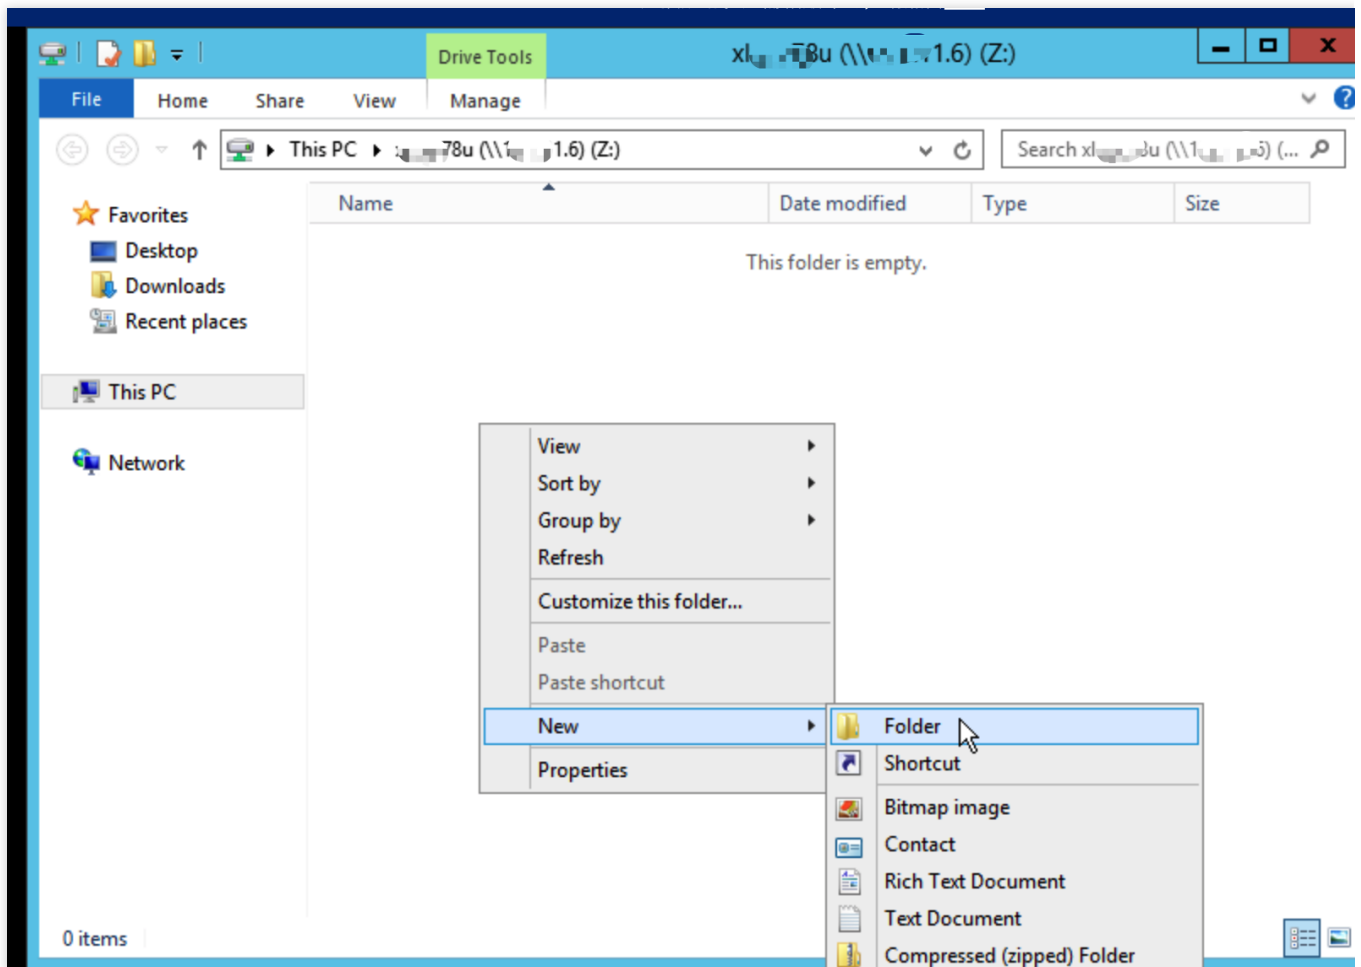 Drive Tools
(Z:)
File Home Share View Manage
This PC (Z:)
Search
Name Date modified Type Size
Favorites
This folder is empty.
Desktop
Downloads
Recent places
This PC
Network
View
Sort by
Group by
Refresh
Customize this folder...
Paste
Paste shortcut
New
Properties
Folder
Shortcut
Bitmap image
Contact
Rich Text Document
Text Document
Compressed (zipped) Folder
0 items